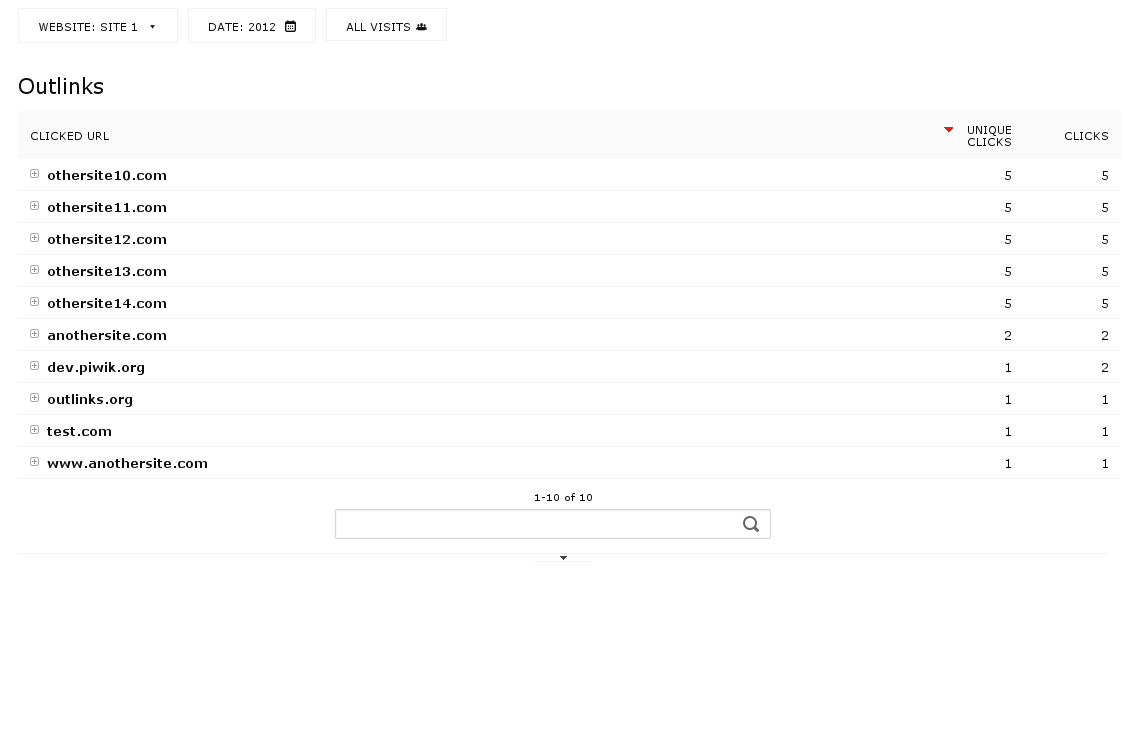 WEBSITE: SITE 1 DATE: 2012 ALL VISITS
Outlinks
CLICKED URL UNIQUE CLICKS CLICKS
othersite10.com 5 5
othersite11.com 5 5
othersite12.com 5 5
othersite13.com 5 5
othersite14.com 5 5
anothersite.com 2 2
dev.piwik.org 1 2
outlinks.org 1 1
test.com 1 1
www.anothersite.com 1 1
1-10 of 10